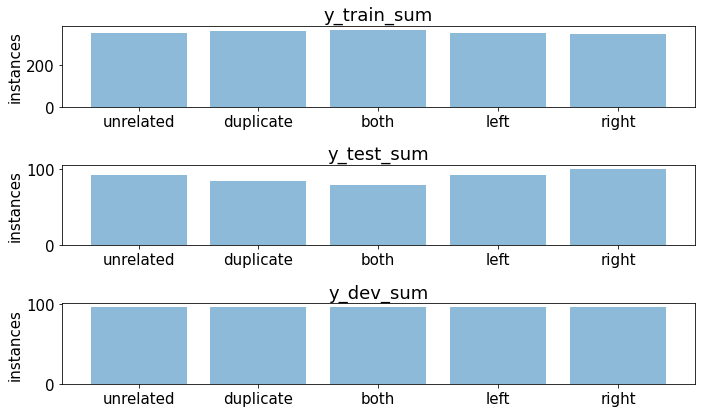 y_train_sum
instances
200
0
unrelated duplicate both left right
y_test_sum
instances
100
0
unrelated duplicate both left right
y_dev_sum
instances
100
0
unrelated duplicate both left right